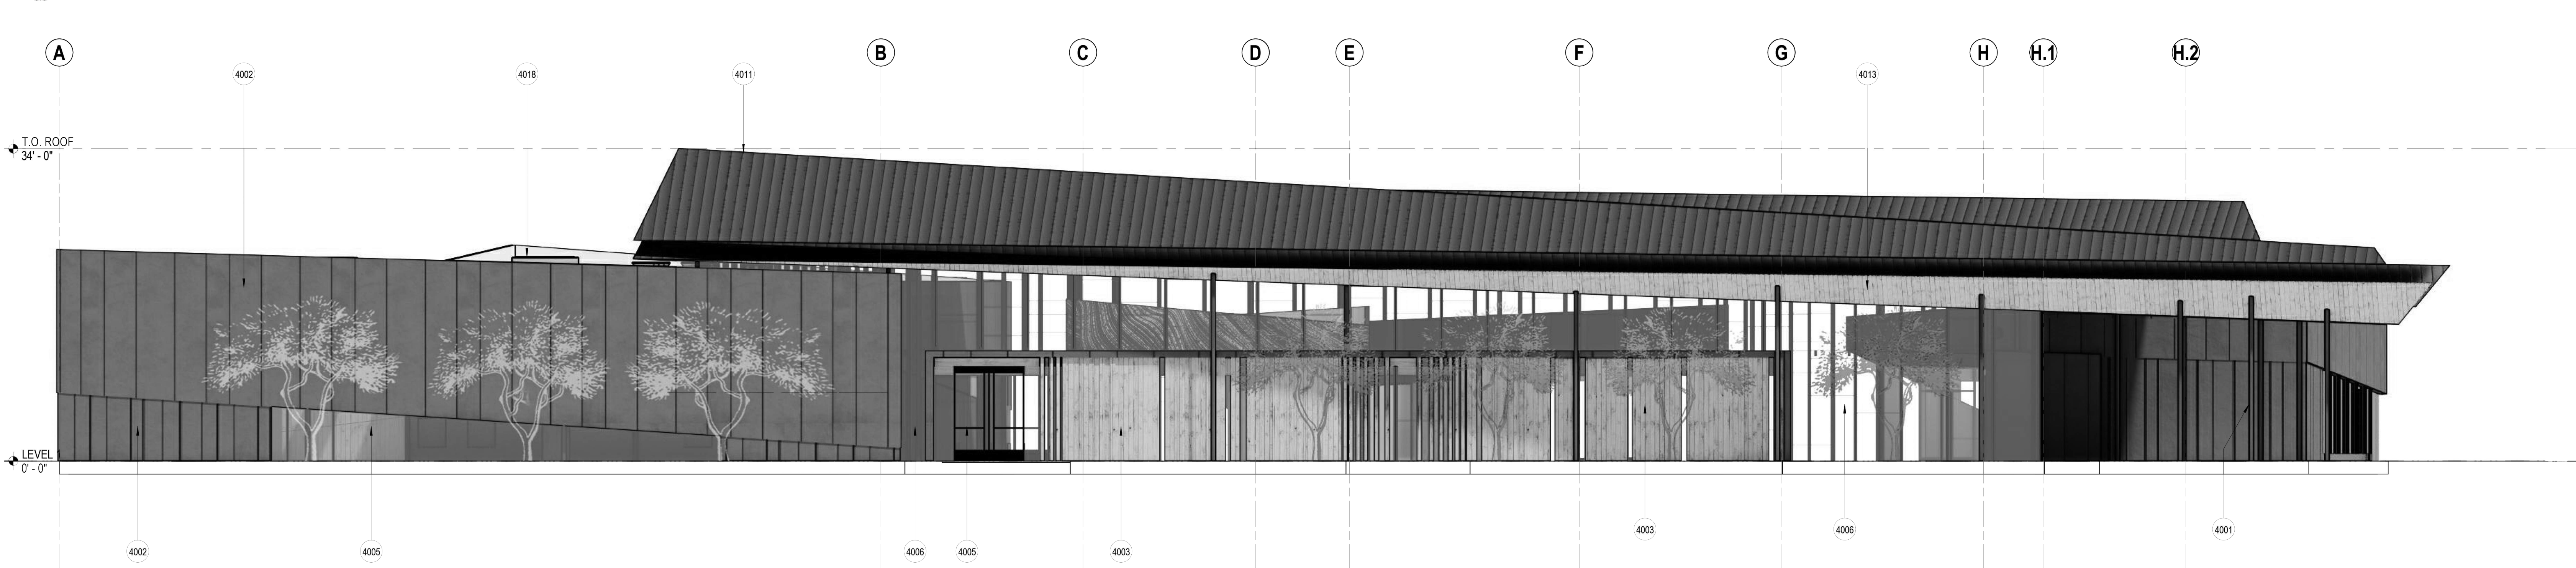 A B C D E F G H H.1 H.2
4002 4018 4011 4013
T.O. ROOF
34' - 0"
LEVEL 1
0' - 0"
4003 4006 4001
4002 4005 4006 4005 4003